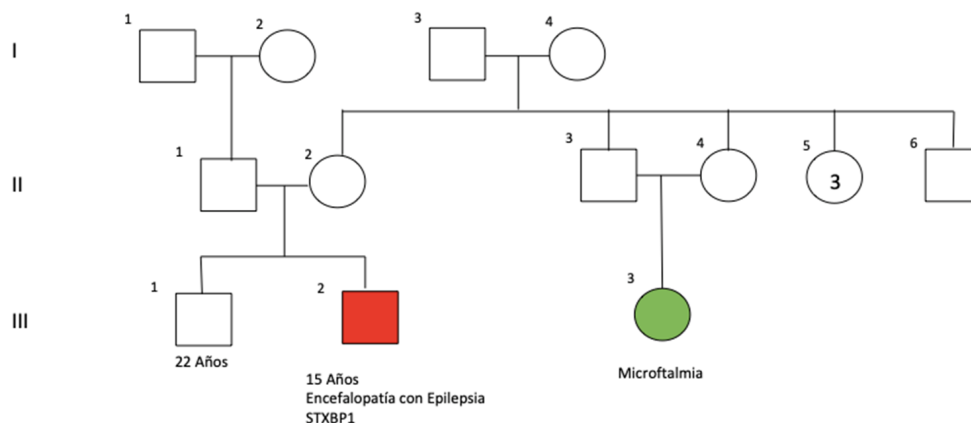 1 2 3 4
I
1 2 3 4 5 6
II
3
1 2 3
III
22 Años
15 Años
Encefalopatía con Epilepsia
STXBP1
Microftalmia